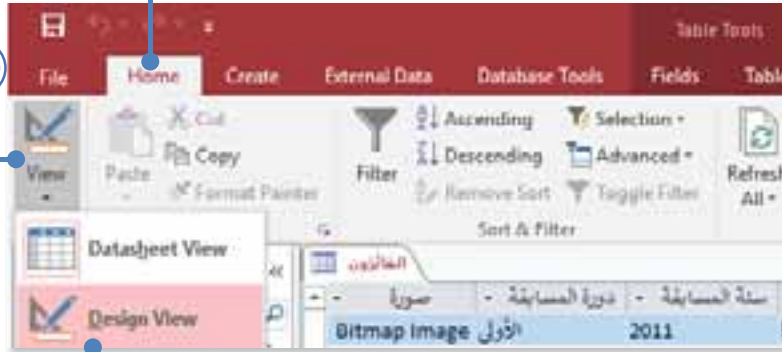 Table Tools
File Home Create External Data Database Tools Fields Table
View Paste Cut Copy Format Painter
Filter Ascending Descending Remove Sort Selection Advanced Toggle Filter
Refresh All
Sort & Filter
Datasheet View
Design View
الفائزون
سنة المسابقة دورة المسابقة صورة
2011 الأولى Bitmap Image